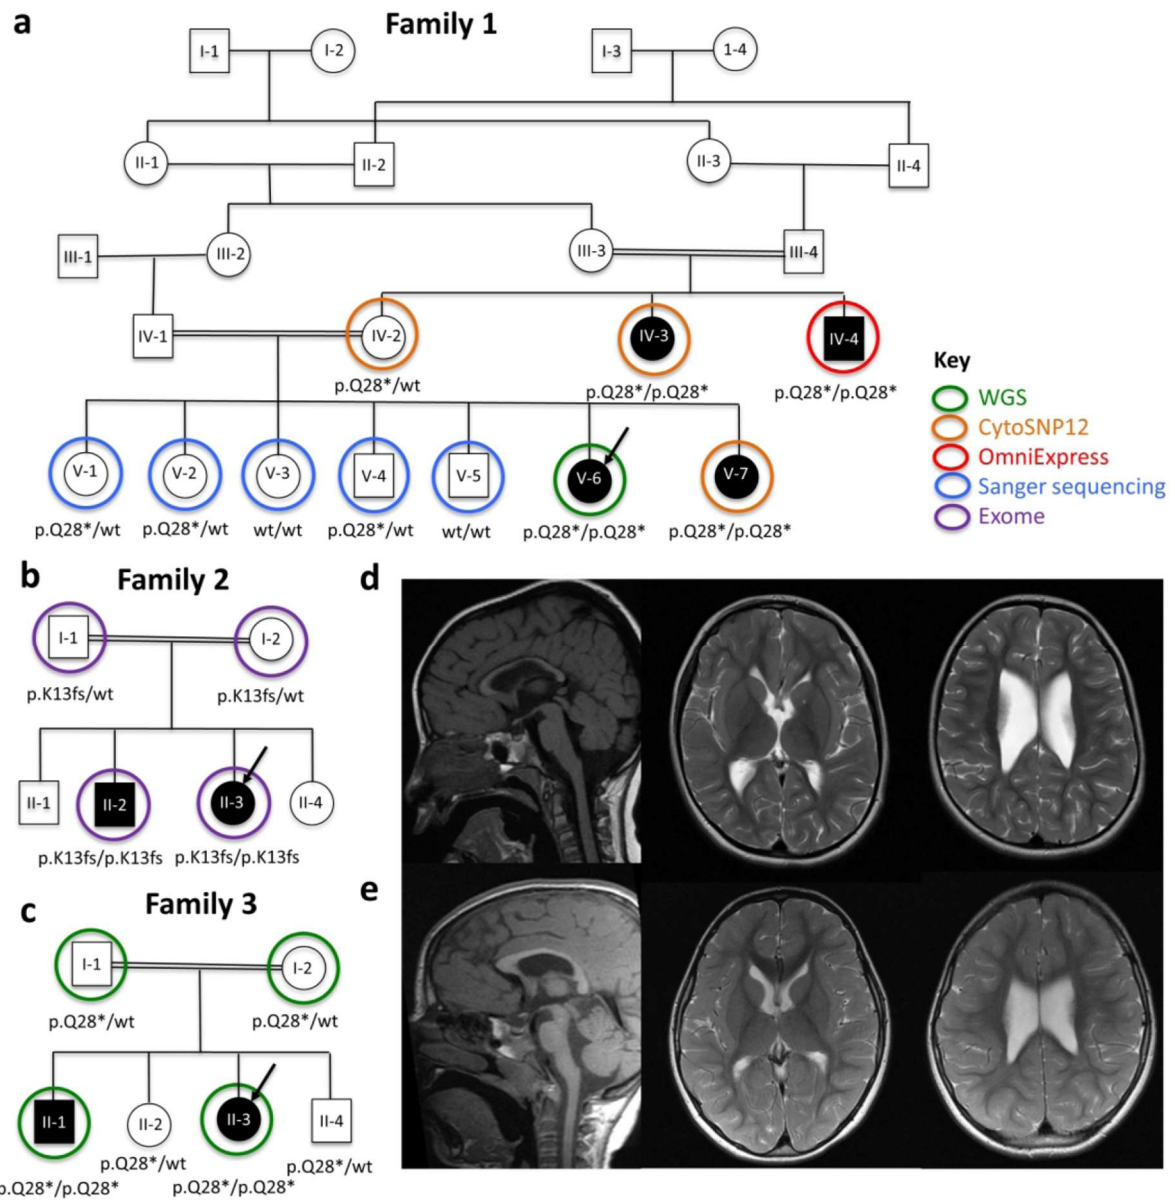 a
Family 1
I-1
I-2
I-3
1-4
II-1
II-2
II-3
II-4
III-1
III-2
III-3
III-4
IV-1
IV-2
IV-3
IV-4
p.Q28*/wt
p.Q28*/p.Q28*
p.Q28*/p.Q28*
Key
WGS
CytoSNP12
OmniExpress
Sanger sequencing
Exome
V-1
V-2
V-3
V-4
V-5
V-6
V-7
p.Q28*/wt
p.Q28*/wt
wt/wt
p.Q28*/wt
wt/wt
p.Q28*/p.Q28*
p.Q28*/p.Q28*
b
Family 2
I-1
I-2
p.K13fs/wt
p.K13fs/wt
II-1
II-2
II-3
II-4
p.K13fs/p.K13fs
p.K13fs/p.K13fs
c
Family 3
I-1
I-2
p.Q28*/wt
p.Q28*/wt
II-1
II-2
II-3
II-4
p.Q28*/wt
p.Q28*/wt
p.Q28*/p.Q28*
p.Q28*/p.Q28*
d
e